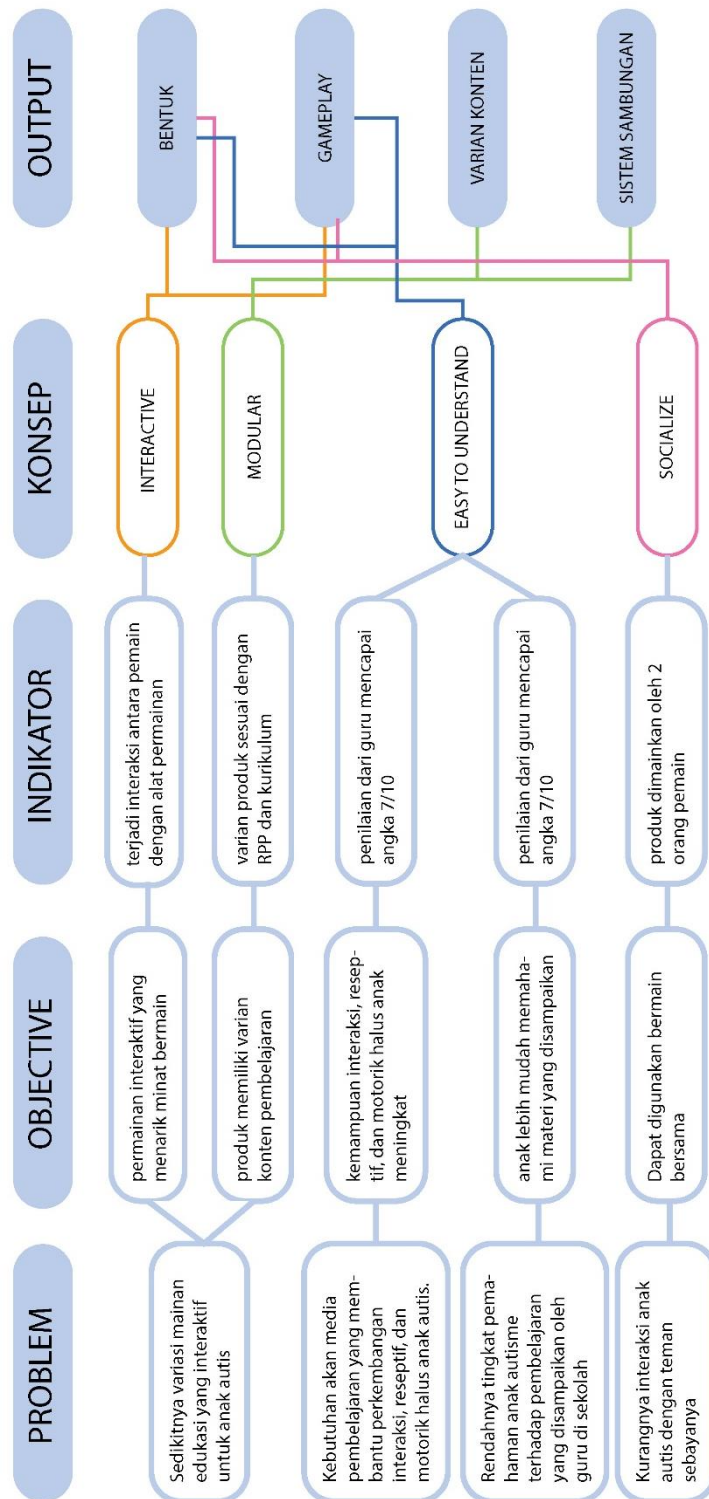 PROBLEM
OBJECTIVE
INDIKATOR
KONSEP
OUTPUT
Sedikitnya variasi mainan
edukasi yang interaktif
untuk anak autis
Kebutuhan akan media
pembelajaran yang mem-
bantu perkembangan
interaksi, reseptif, dan
motorik halus anak autis.
Rendahnya tingkat pema-
haman anak autisme
terhadap pembelajaran
yang disampaikan oleh
guru di sekolah
Kurangnya interaksi anak
autis dengan teman
sebayanya
permainan interaktif yang
menarik minat bermain
produk memiliki varian
konten pembelajaran
kemampuan interaksi, resep-
tif, dan motorik halus anak
meningkat
anak lebih mudah memaha-
mi materi yang disampaikan
Dapat digunakan bermain
bersama
terjadi interaksi antara pemain
dengan alat permainan
varian produk sesuai dengan
RPP dan kurikulum
penilaian dari guru mencapai
angka 7/10
penilaian dari guru mencapai
angka 7/10
produk dimainkan oleh 2
orang pemain
INTERACTIVE
MODULAR
EASY TO UNDERSTAND
SOCIALIZE
BENTUK
GAMEPLAY
VARIAN KONTEN
SISTEM SAMBUNGAN